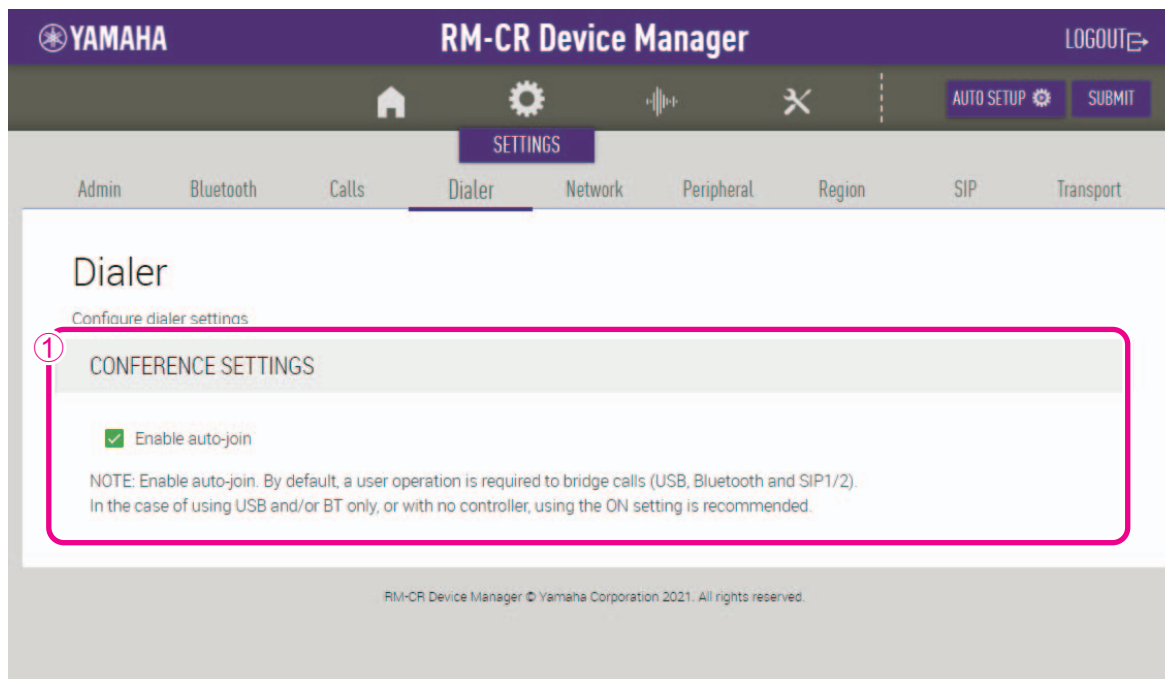 YAMAHA RM-CR Device Manager LOGOUT
AUTO SETUP SUBMIT
SETTINGS
Admin Bluetooth Calls Dialer Network Peripheral Region SIP Transport
Dialer
Configure dialer settings
1
CONFERENCE SETTINGS
Enable auto-join
NOTE: Enable auto-join. By default, a user operation is required to bridge calls (USB, Bluetooth and SIP1/2).
In the case of using USB and/or BT only, or with no controller, using the ON setting is recommended.
RM-CR Device Manager © Yamaha Corporation 2021. All rights reserved.